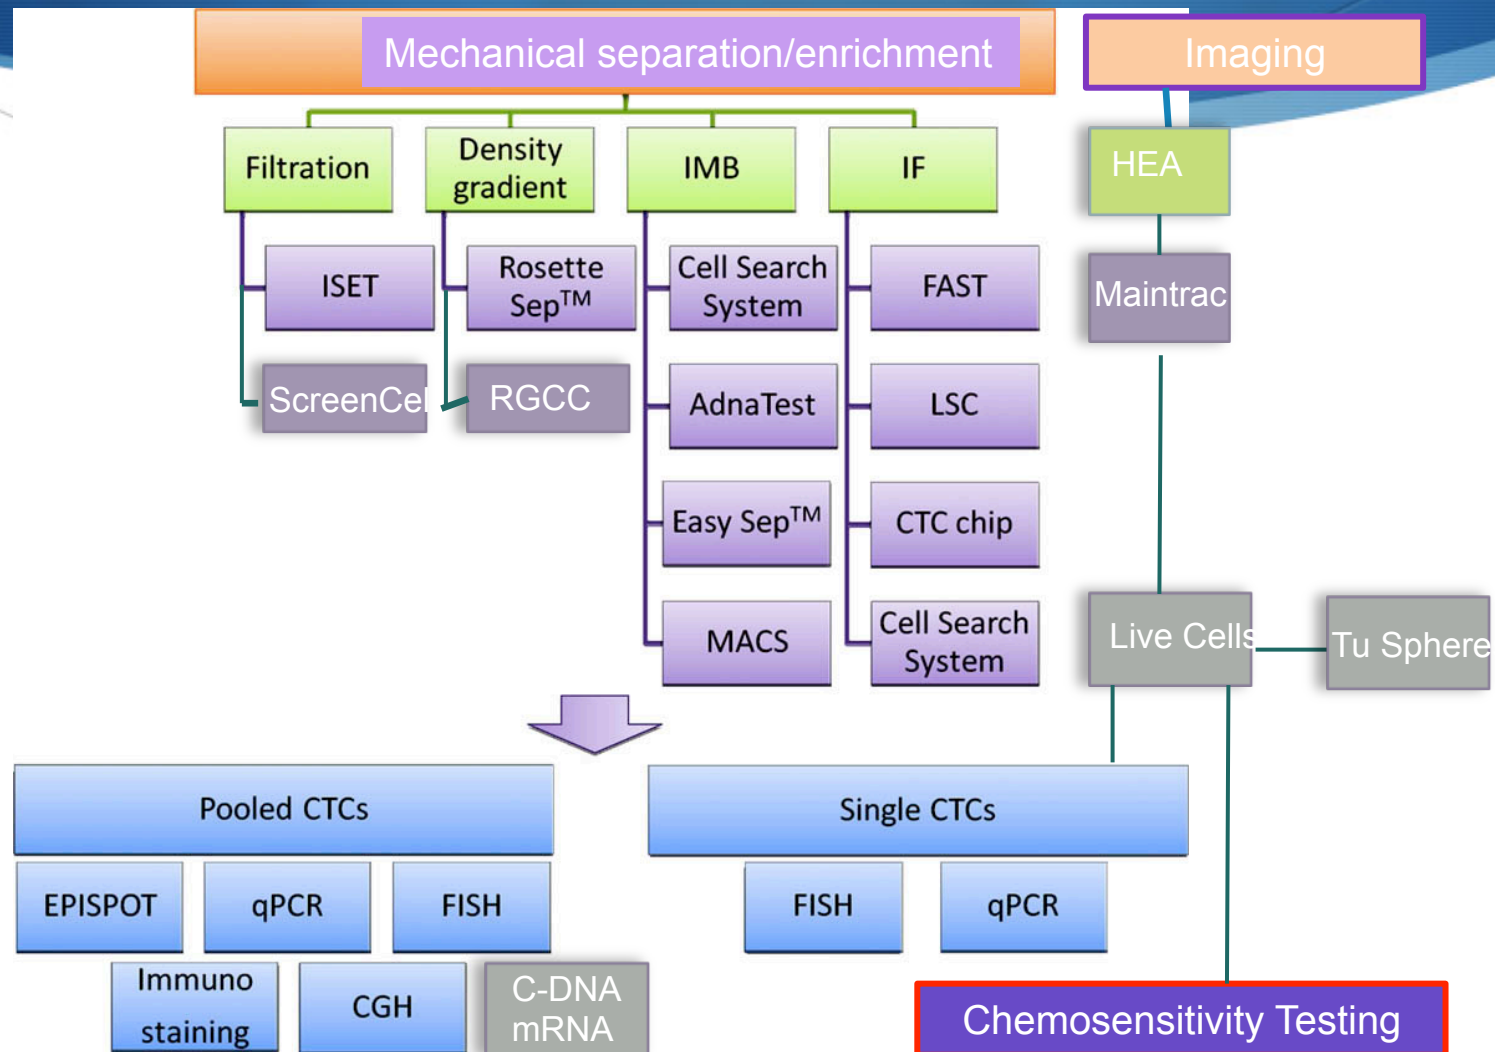 Mechanical separation/enrichment
Imaging
Filtration
Density
gradient
IMB
IF
HEA
ISET
Rosette
Sep™
Cell Search
System
FAST
Maintrac
ScreenCel
RGCC
AdnaTest
LSC
Easy Sep™
CTC chip
MACS
Cell Search
System
Live Cells
Tu Sphere
Pooled CTCs
Single CTCs
EPISPOT
qPCR
FISH
FISH
qPCR
Immuno
staining
CGH
C-DNA
mRNA
Chemosensitivity Testing